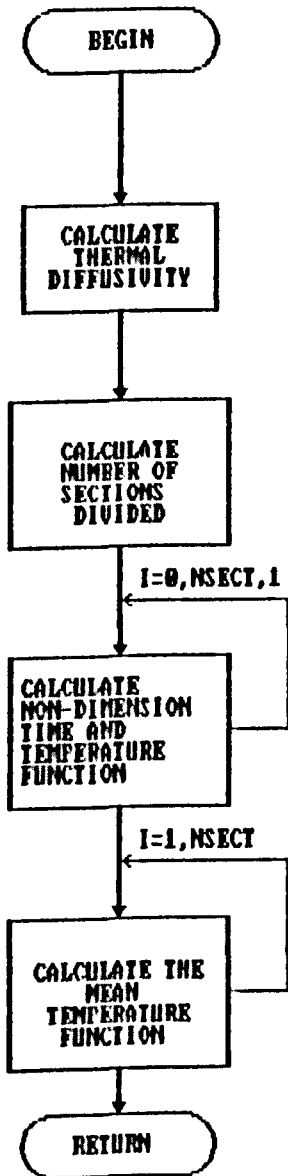 BEGIN
CALCULATE
THERMAL
DIFFUSIVITY
CALCULATE
NUMBER OF
SECTIONS
DIVIDED
I=0,NSECT,1
CALCULATE
NON-DIMENSION
TIME AND
TEMPERATURE
FUNCTION
I=1,NSECT
CALCULATE THE
MEAN
TEMPERATURE
FUNCTION
RETURN